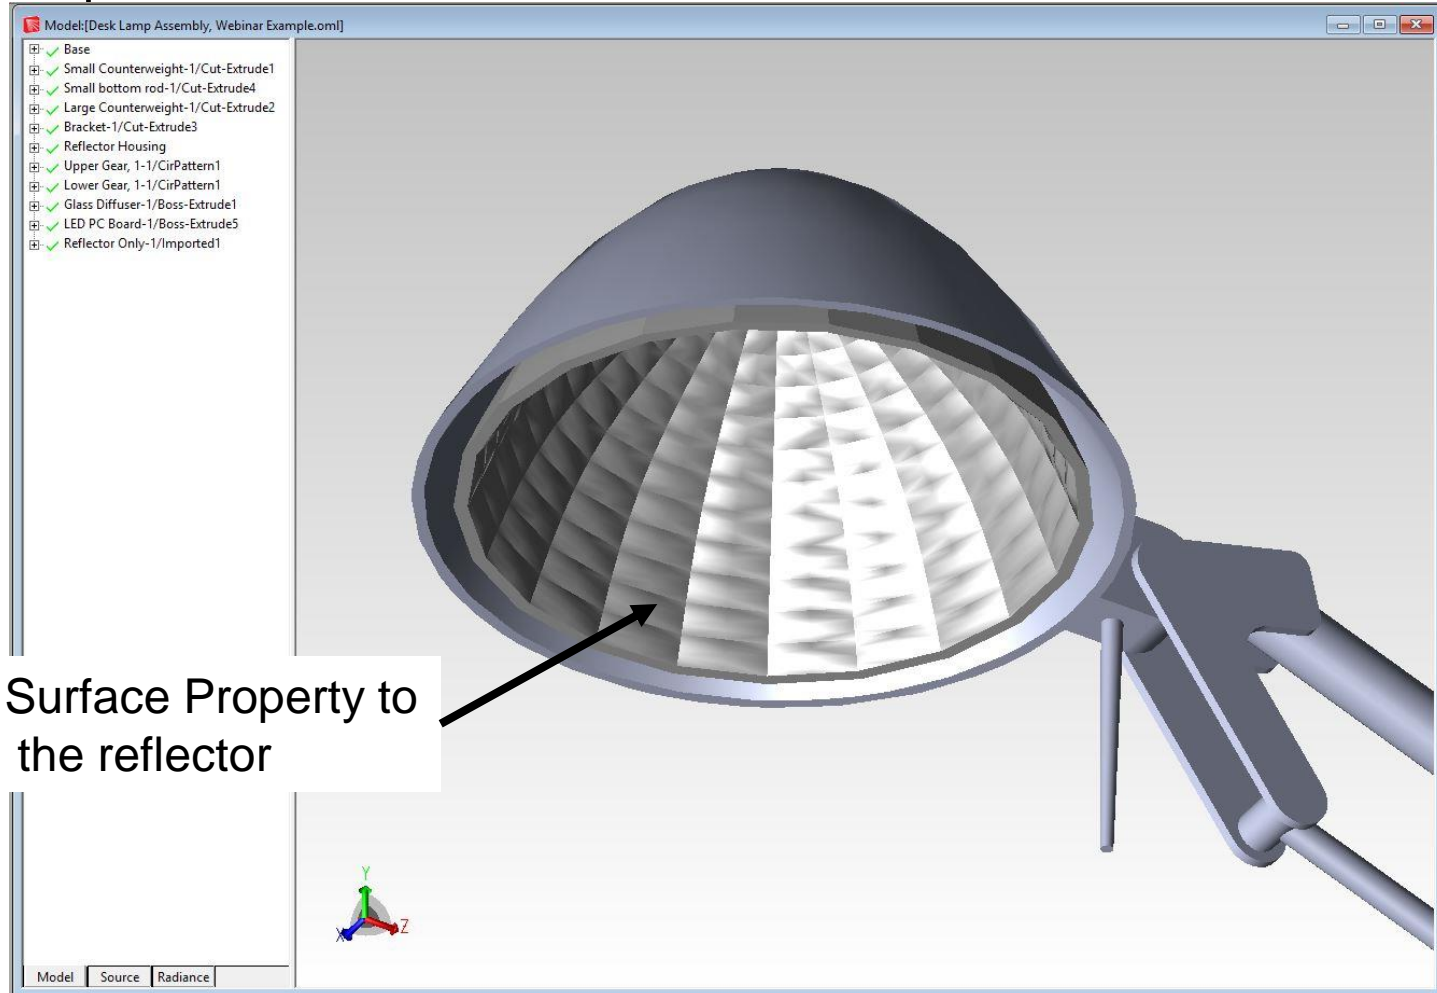 Model:[Desk Lamp Assembly, Webinar Example.oml]
Base
Small Counterweight-1/Cut-Extrude1
Small bottom rod-1/Cut-Extrude4
Large Counterweight-1/Cut-Extrude2
Bracket-1/Cut-Extrude3
Reflector Housing
Upper Gear, 1-1/CirPattern1
Lower Gear, 1-1/CirPattern1
Glass Diffuser-1/Boss-Extrude1
LED PC Board-1/Boss-Extrude5
Reflector Only-1/Imported1
Surface Property to
the reflector
Y
X
Z
Model Source Radiance